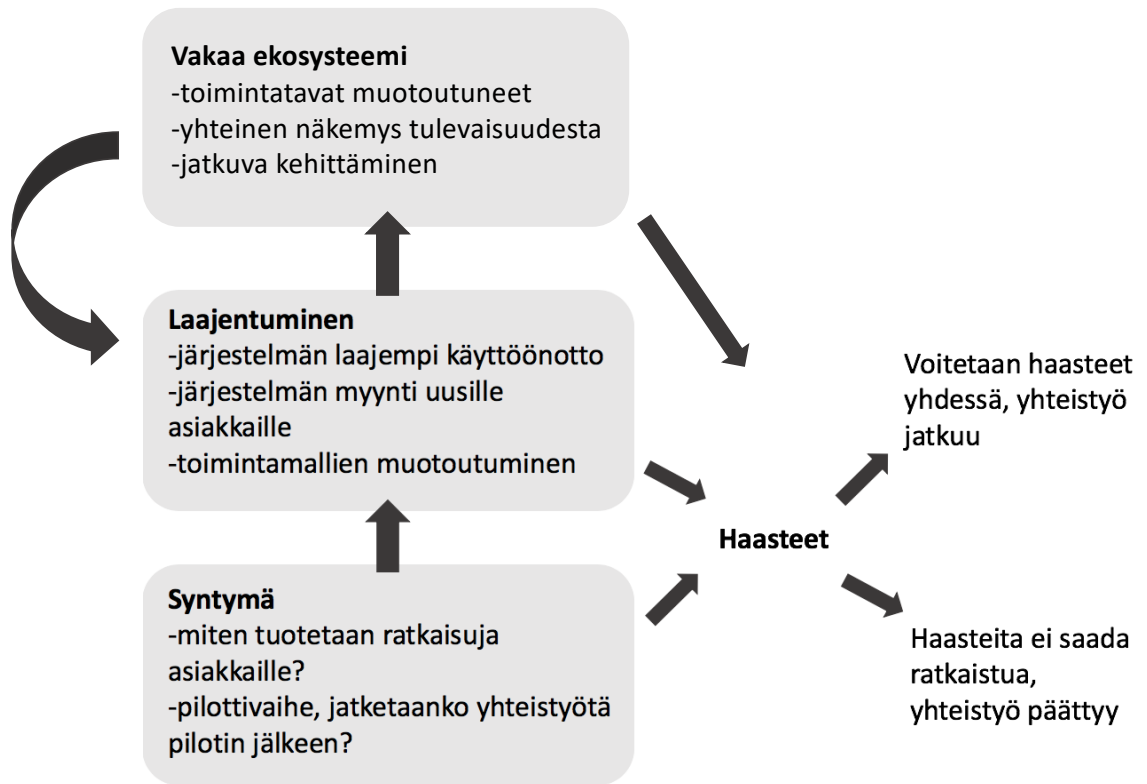 Vakaa ekosysteemi
-toimintatavat muotoutuneet
-yhteinen näkemys tulevaisuudesta
-jatkuva kehittäminen
Laajentuminen
-järjestelmän laajempi käyttöönotto
-järjestelmän myynti uusille
asiakkaille
-toimintamallien muotoutuminen
Syntymä
-miten tuotetaan ratkaisuja
asiakkaille?
-pilottivaihe, jatketaanko yhteistyötä
pilotin jälkeen?
Haasteet
Voitetaan haasteet
yhdessä, yhteistyö
jatkuu
Haasteita ei saada
ratkaistua,
yhteistyö päättyy